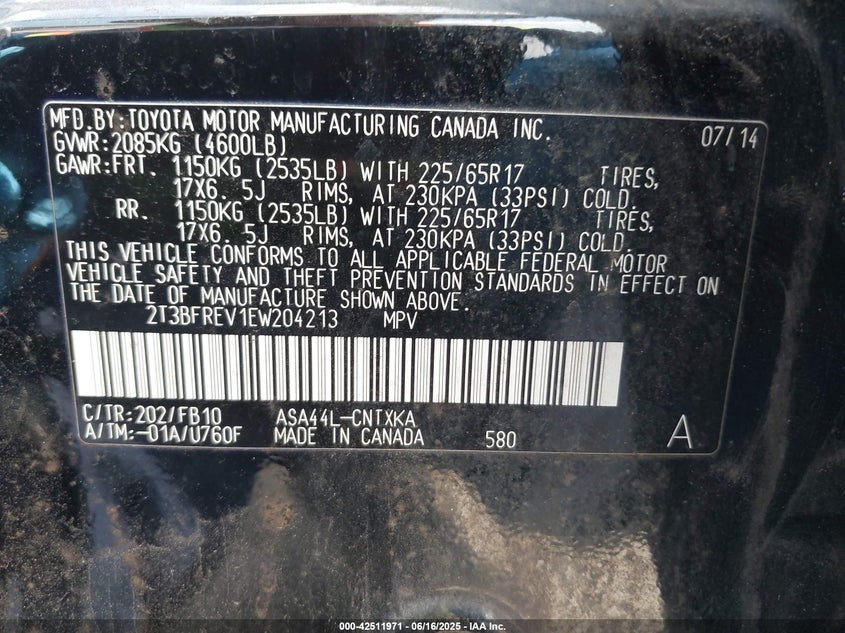 MFD.BY:TOYOTA MOTOR MANUFACTURING CANADA INC. 07/14
GVWR:2085KG (4600LB)
GAWR:FRT. 1150KG (2535LB) WITH 225/65R17 TIRES,
17X6. 5J RIMS, AT 230KPA (33PSI) COLD.
RR. 1150KG (2535LB) WITH 225/65R17 TIRES,
17X6. 5J RIMS, AT 230KPA (33PSI) COLD.
THIS VEHICLE CONFORMS TO ALL APPLICABLE FEDERAL MOTOR
VEHICLE SAFETY AND THEFT PREVENTION STANDARDS IN EFFECT ON
THE DATE OF MANUFACTURE SHOWN ABOVE.
2T3BFREV1EW204213 MPV
C/TR:202/FB10 ASA44L-CNTXKA
A/TM:-01A/U760F MADE IN CANADA 580 A
000-42511971 - 06/16/2025 - IAA Inc.